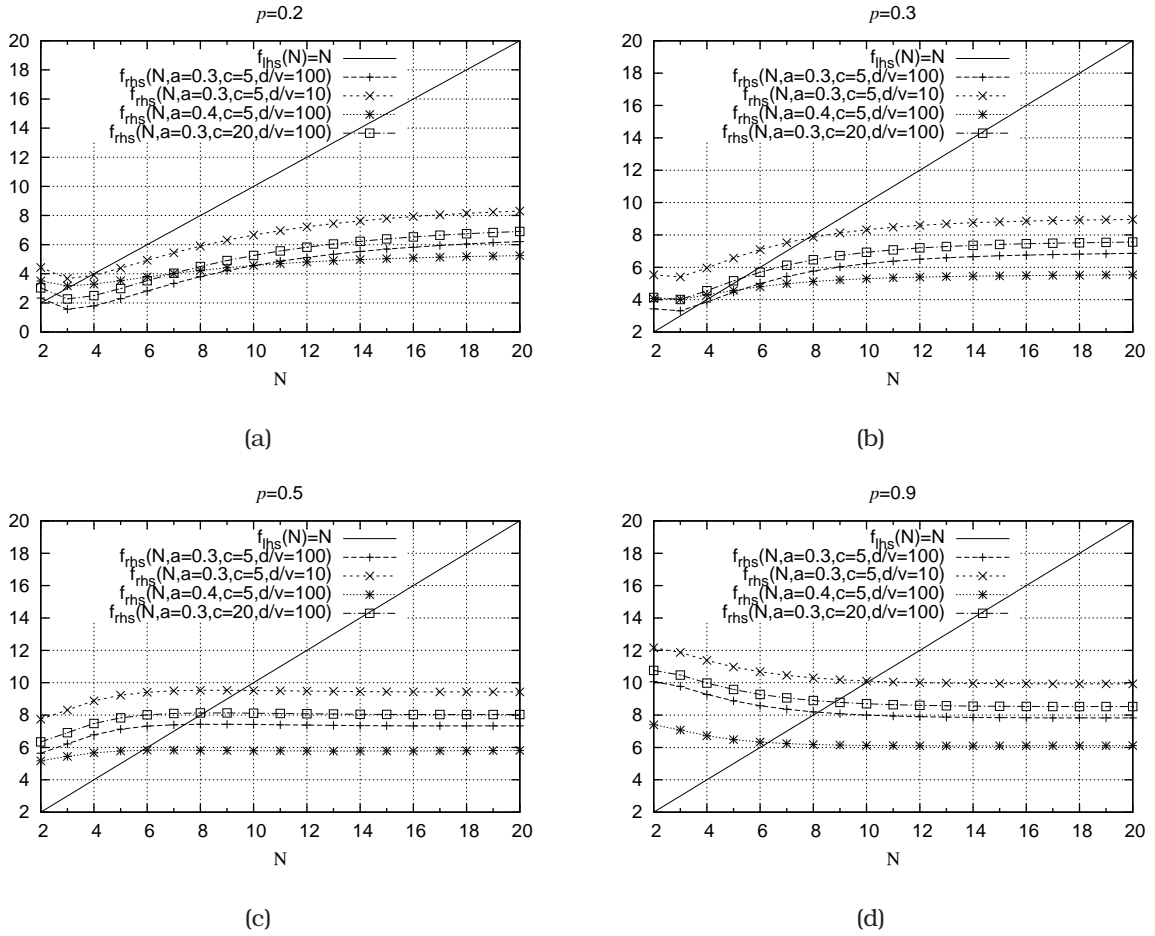 p=0.2
20
18
16
14
12
10
8
6
4
2
0
f_lhs(N)=N
f_rhs(N,a=0.3,c=5,d/v=100)
f_rhs(N,a=0.3,c=5,d/v=10)
f_rhs(N,a=0.4,c=5,d/v=100)
f_rhs(N,a=0.3,c=20,d/v=100)
2 4 6 8 10 12 14 16 18 20
N
(a)
p=0.3
20
18
16
14
12
10
8
6
4
2
f_lhs(N)=N
f_rhs(N,a=0.3,c=5,d/v=100)
f_rhs(N,a=0.3,c=5,d/v=10)
f_rhs(N,a=0.4,c=5,d/v=100)
f_rhs(N,a=0.3,c=20,d/v=100)
2 4 6 8 10 12 14 16 18 20
N
(b)
p=0.5
20
18
16
14
12
10
8
6
4
2
f_lhs(N)=N
f_rhs(N,a=0.3,c=5,d/v=100)
f_rhs(N,a=0.3,c=5,d/v=10)
f_rhs(N,a=0.4,c=5,d/v=100)
f_rhs(N,a=0.3,c=20,d/v=100)
2 4 6 8 10 12 14 16 18 20
N
(c)
p=0.9
20
18
16
14
12
10
8
6
4
2
f_lhs(N)=N
f_rhs(N,a=0.3,c=5,d/v=100)
f_rhs(N,a=0.3,c=5,d/v=10)
f_rhs(N,a=0.4,c=5,d/v=100)
f_rhs(N,a=0.3,c=20,d/v=100)
2 4 6 8 10 12 14 16 18 20
N
(d)